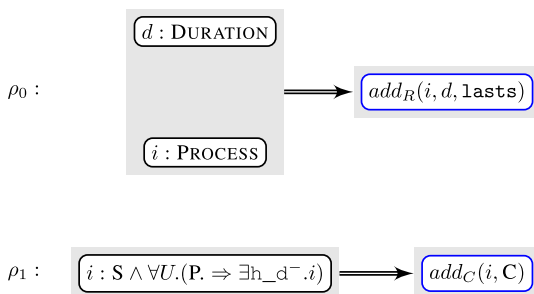 d : DURATION
ρ₀ :
add_R(i, d, lasts)
i : PROCESS
ρ₁ :
i : S ∧ ∀U.(P. ⇒ ∃h_d⁻.i)
add_C(i, C)